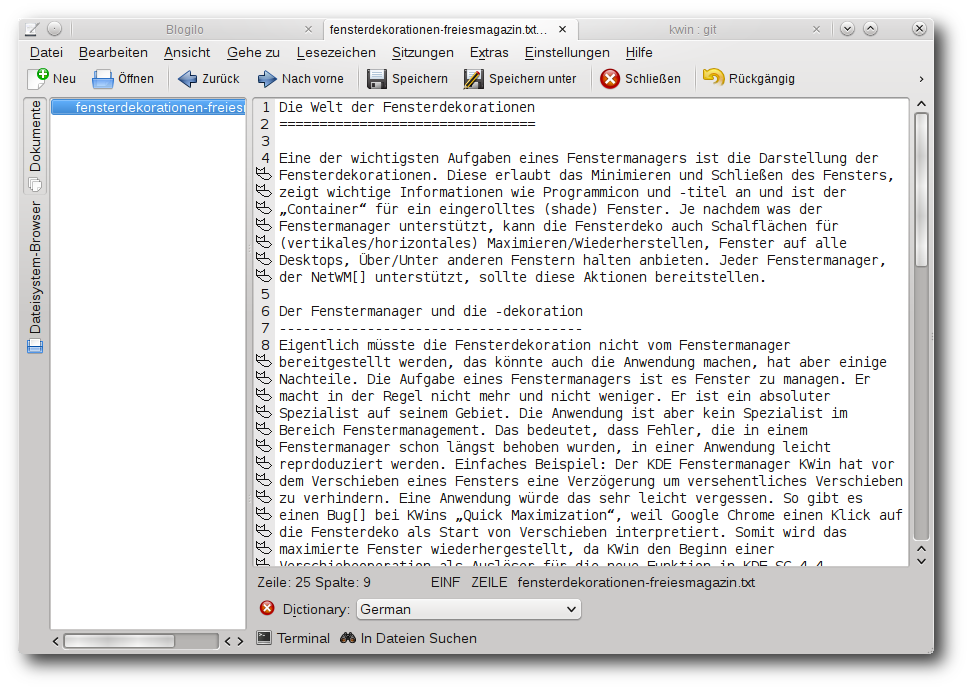 Blogilo
fensterdekorationen-freiesmagazin.txt...
kwin : git
Datei Bearbeiten Ansicht Gehe zu Lesezeichen Sitzungen Extras Einstellungen Hilfe
Neu Öffnen Zurück Nach vorne Speichern Speichern unter Schließen Rückgängig
Dokumente
Dateisystem-Browser
fensterdekorationen-freies
1 Die Welt der Fensterdekorationen
2 ================================
3
4 Eine der wichtigsten Aufgaben eines Fenstermanagers ist die Darstellung der
Fensterdekorationen. Diese erlaubt das Minimieren und Schließen des Fensters,
zeigt wichtige Informationen wie Programmicon und -titel an und ist der
„Container“ für ein eingerolltes (shade) Fenster. Je nachdem was der
Fenstermanager unterstützt, kann die Fensterdeko auch Schalflächen für
(vertikales/horizontales) Maximieren/Wiederherstellen, Fenster auf alle
Desktops, Über/Unter anderen Fenstern halten anbieten. Jeder Fenstermanager,
der NetWM[] unterstützt, sollte diese Aktionen bereitstellen.
5
6 Der Fenstermanager und die -dekoration
7 --------------------------------------
8 Eigentlich müsste die Fensterdekoration nicht vom Fenstermanager
bereitgestellt werden, das könnte auch die Anwendung machen, hat aber einige
Nachteile. Die Aufgabe eines Fenstermanagers ist es Fenster zu managen. Er
macht in der Regel nicht mehr und nicht weniger. Er ist ein absoluter
Spezialist auf seinem Gebiet. Die Anwendung ist aber kein Spezialist im
Bereich Fenstermanagement. Das bedeutet, dass Fehler, die in einem
Fenstermanager schon längst behoben wurden, in einer Anwendung leicht
reprdoduziert werden. Einfaches Beispiel: Der KDE Fenstermanager KWin hat vor
dem Verschieben eines Fensters eine Verzögerung um versehentliches Verschieben
zu verhindern. Eine Anwendung würde das sehr leicht vergessen. So gibt es
einen Bug[] bei KWins „Quick Maximization“, weil Google Chrome einen Klick auf
die Fensterdeko als Start von Verschieben interpretiert. Somit wird das
maximierte Fenster wiederhergestellt, da KWin den Beginn einer
Verschiebeoperation als Auslöser für die neue Funktion in KDE SC 4.4
Zeile: 25 Spalte: 9 EINF ZEILE fensterdekorationen-freiesmagazin.txt
Dictionary: German
Terminal In Dateien Suchen